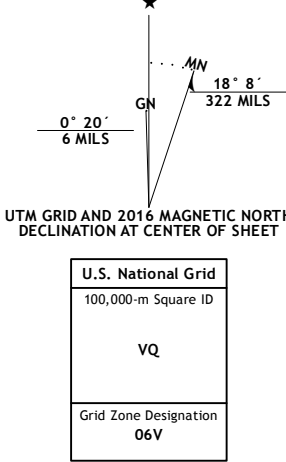 ★
MN
GN
18° 8´
322 MILS
0° 20´
6 MILS
UTM GRID AND 2016 MAGNETIC NORTH
DECLINATION AT CENTER OF SHEET
U.S. National Grid
100,000-m Square ID
VQ
Grid Zone Designation
06V